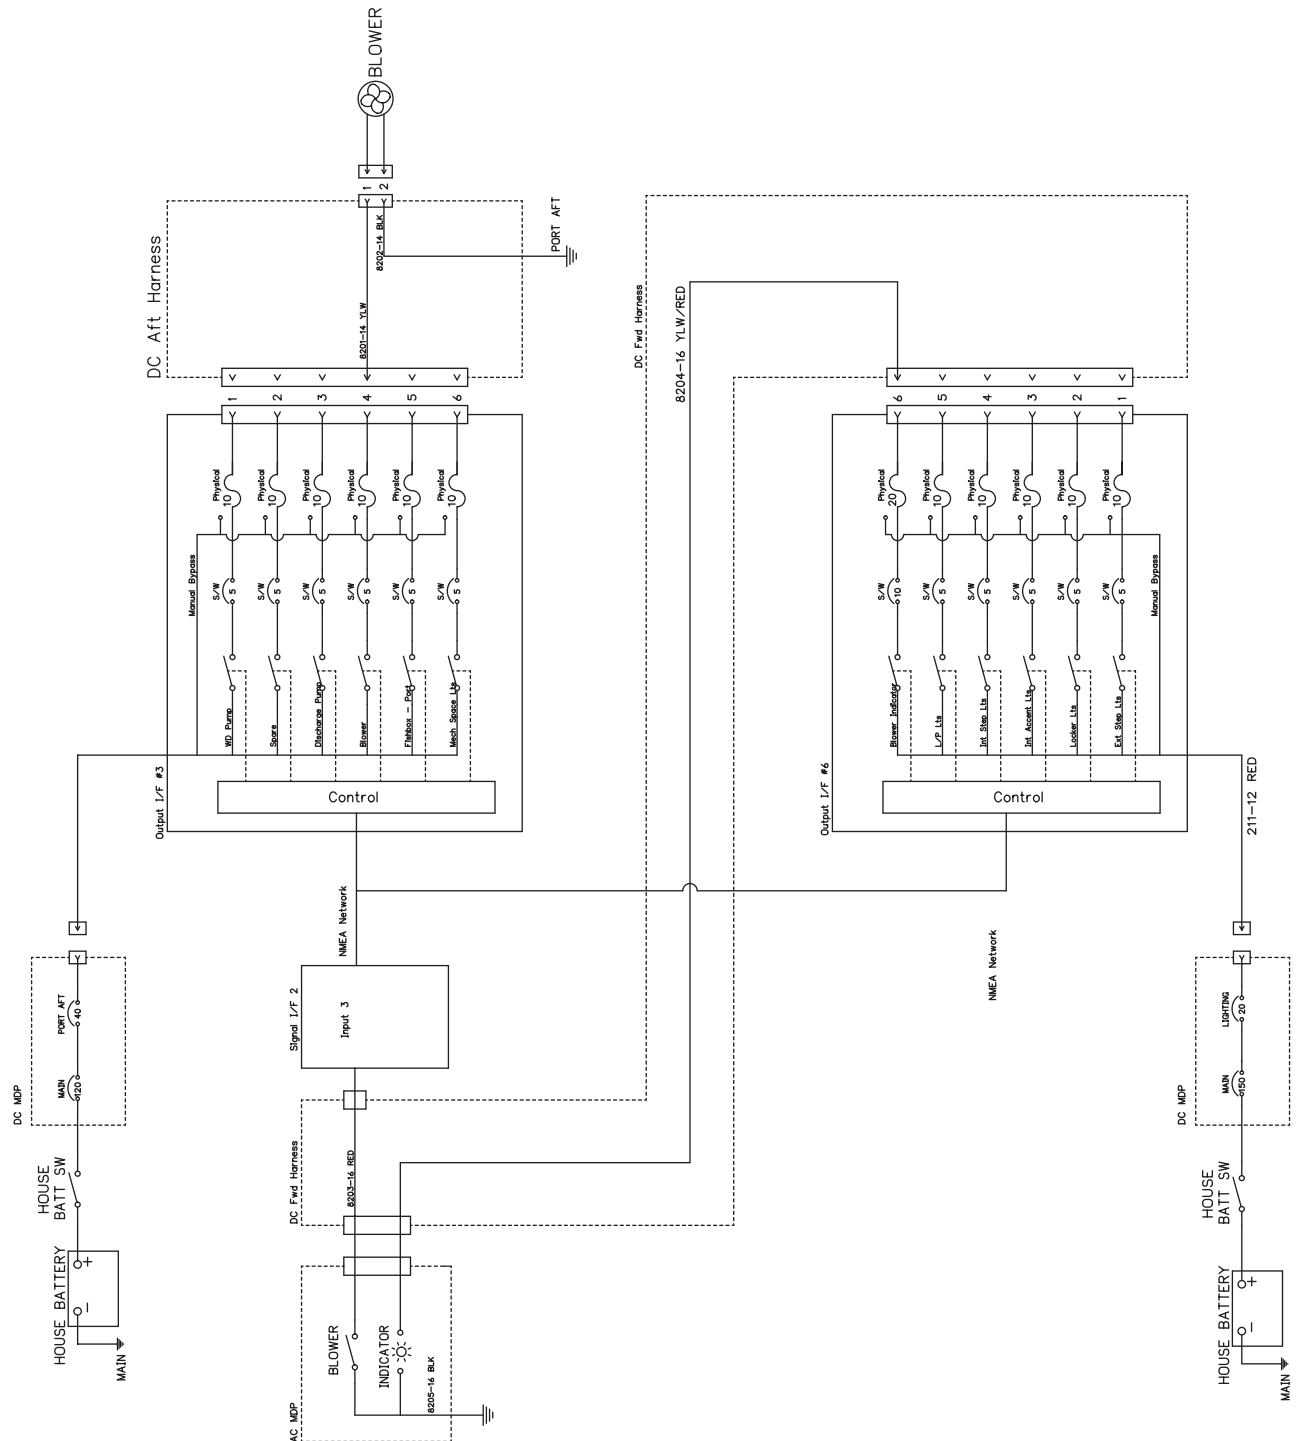 BLOWER
1
2
DC Aft Harness
8202-14 BLK
PORT AFT
8201-14 YLW
DC Fwd Harness
8204-16 YLW/RED
1
2
3
4
5
6
6
5
4
3
2
1
Physical
10
Physical
10
Physical
10
Physical
10
Physical
10
Physical
10
Physical
20
Physical
10
Physical
10
Physical
10
Physical
10
Physical
10
Manual Bypass
Manual Bypass
S/W
5
S/W
5
S/W
5
S/W
5
S/W
5
S/W
5
S/W
10
S/W
5
S/W
5
S/W
5
S/W
5
S/W
5
WD Pump
Spare
Discharge Pump
Blower
Fishbox - Port
Mech Space Lts
Blower Indicator
L/P Lts
Int Step Lts
Int Accent Lts
Locker Lts
Ext Step Lts
Output I/F #3
Control
Output I/F #6
Control
211-12 RED
NMEA Network
NMEA Network
Signal I/F 2
Input 3
PORT AFT
40
MAIN
120
DC MDP
LIGHTING
20
MAIN
150
DC MDP
HOUSE
BATT SW
HOUSE
BATT SW
DC Fwd Harness
8203-16 RED
HOUSE BATTERY
+
-
MAIN
HOUSE BATTERY
+
-
MAIN
BLOWER
INDICATOR
8205-16 BLK
AC MDP